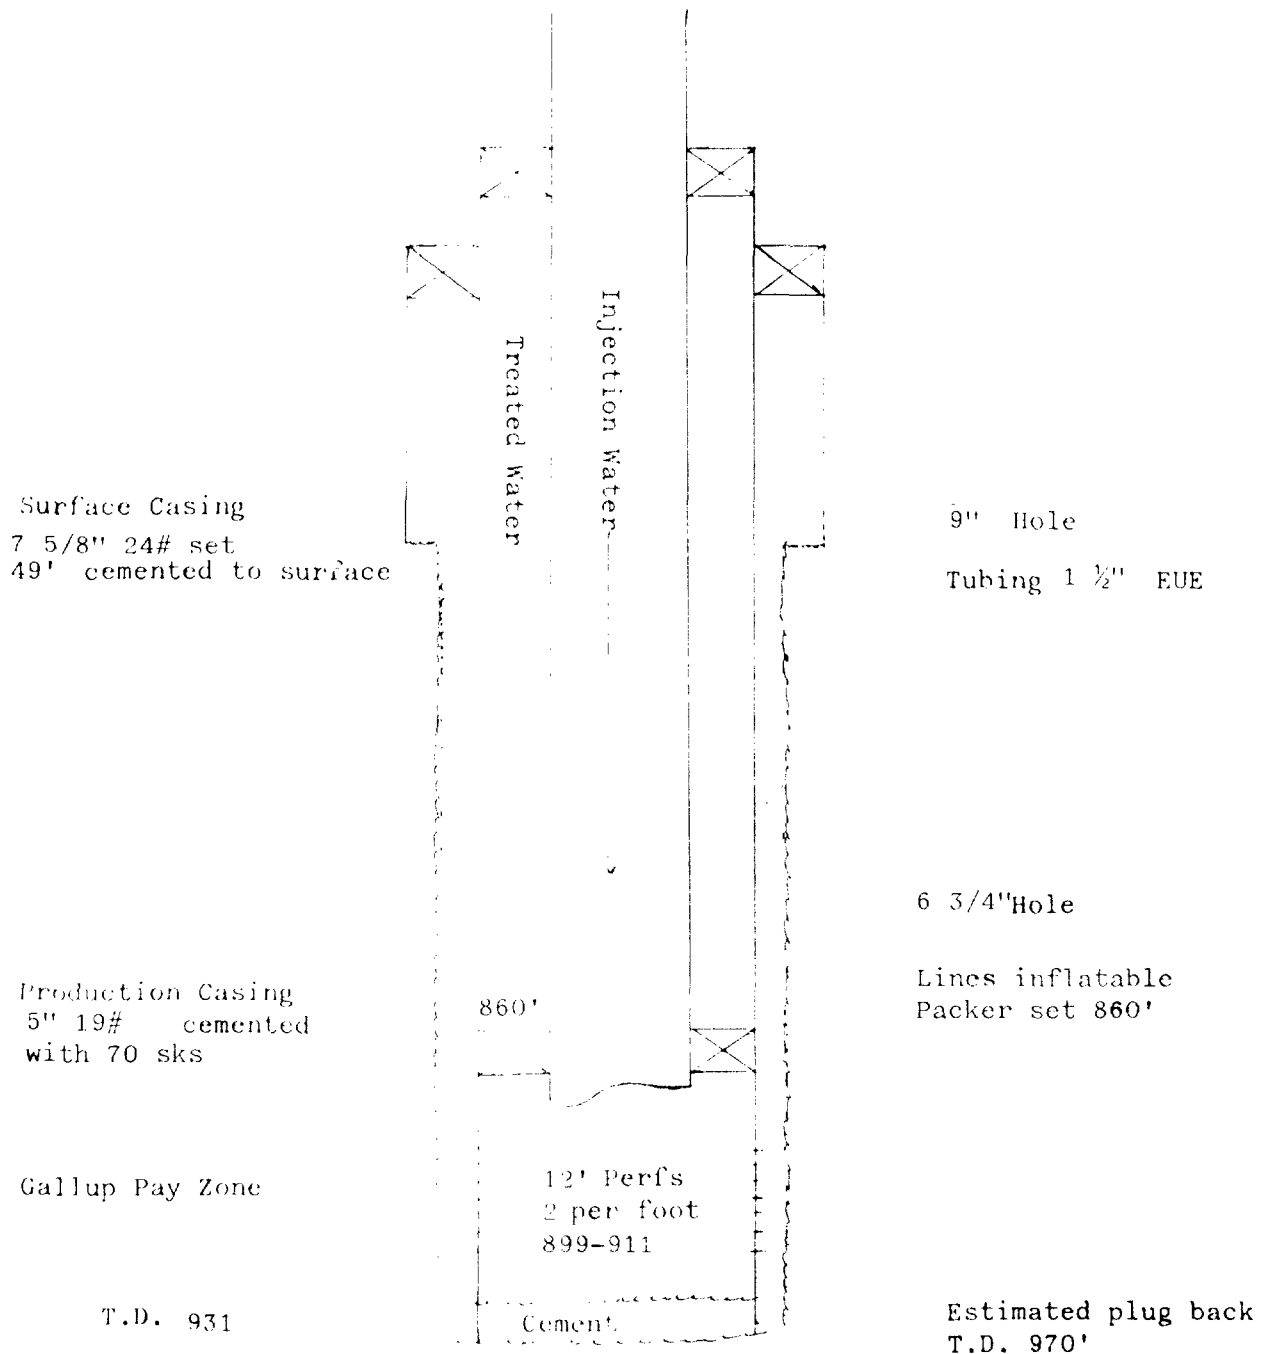 Injection Water
Treated Water
Surface Casing
7 5/8" 24# set
49' cemented to surface
9" Hole
Tubing 1 ½" EUE
6 3/4"Hole
Lines inflatable
Packer set 860'
Production Casing
5" 19# cemented
with 70 sks
860'
Gallup Pay Zone
12' Perfs
2 per foot
899-911
T.D. 931
Cement
Estimated plug back
T.D. 970'